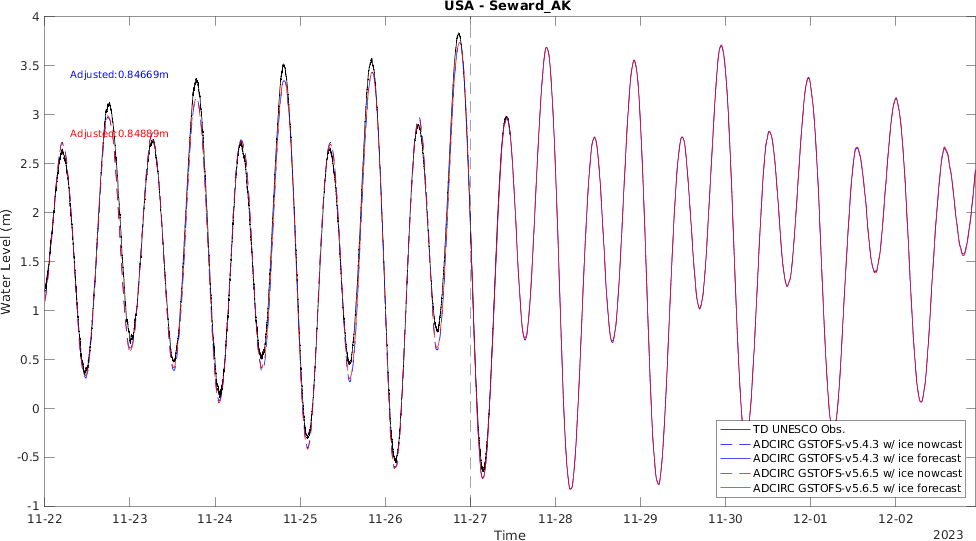 USA - Seward_AK
Water Level (m)
4
3.5
3
2.5
2
1.5
1
0.5
0
-0.5
-1
Adjusted:0.84669m
Adjusted:0.84889m
TD UNESCO Obs.
ADCIRC GSTOFS-v5.4.3 w/ ice nowcast
ADCIRC GSTOFS-v5.4.3 w/ ice forecast
ADCIRC GSTOFS-v5.6.5 w/ ice nowcast
ADCIRC GSTOFS-v5.6.5 w/ ice forecast
11-22 11-23 11-24 11-25 11-26 11-27 11-28 11-29 11-30 12-01 12-02
Time
2023